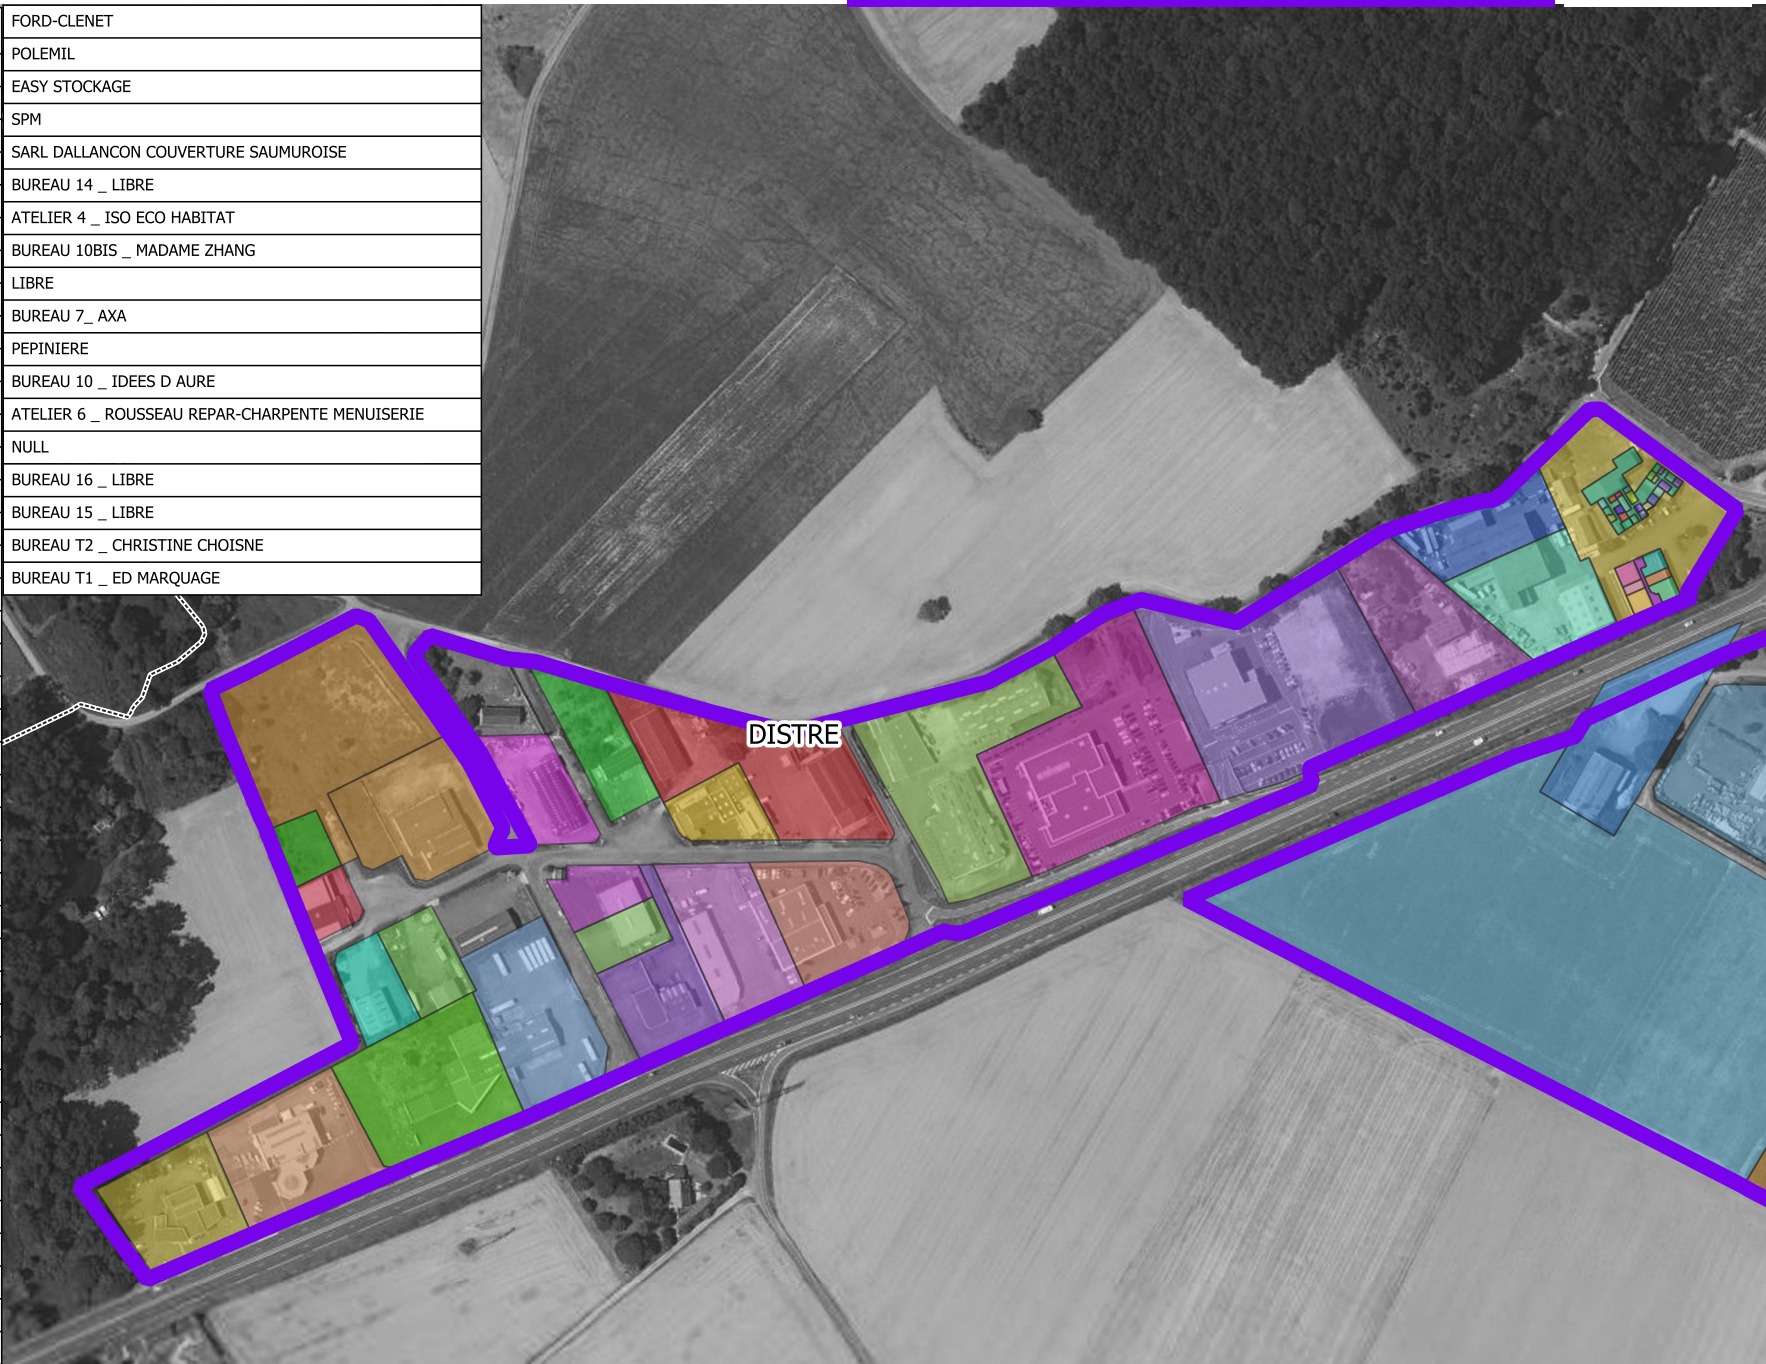 FORD-CLENET
POLEMIL
EASY STOCKAGE
SPM
SARL DALLANCON COUVERTURE SAUMUROISE
BUREAU 14 _ LIBRE
ATELIER 4 _ ISO ECO HABITAT
BUREAU 10BIS _ MADAME ZHANG
LIBRE
BUREAU 7_ AXA
PEPINIERE
BUREAU 10 _ IDEES D AURE
ATELIER 6 _ ROUSSEAU REPAR-CHARPENTE MENUISERIE
NULL
BUREAU 16 _ LIBRE
BUREAU 15 _ LIBRE
BUREAU T2 _ CHRISTINE CHOISNE
BUREAU T1 _ ED MARQUAGE
DISTRE